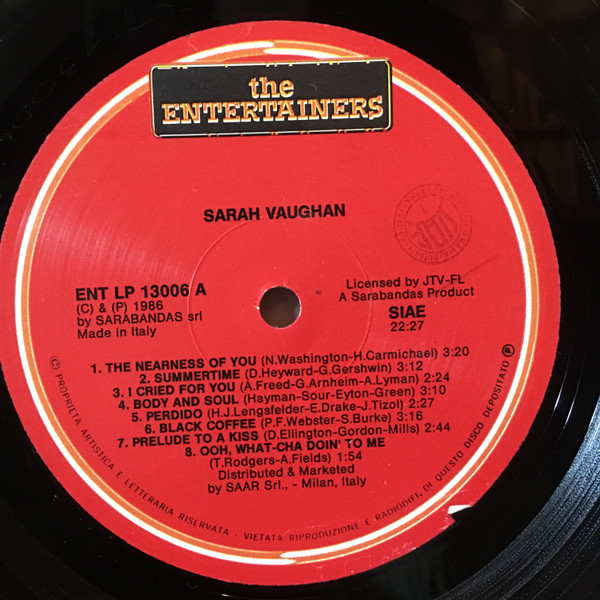 the
ENTERTAINERS
SARAH VAUGHAN
ENT LP 13006 A
(C) & (P) 1986
by SARABANDAS srl
Made in Italy
Licensed by JTV-FL
A Sarabandas Product
SIAE
22:27
1. THE NEARNESS OF YOU (N.Washington-H.Carmichael) 3:20
2. SUMMERTIME (D.Heyward-G.Gershwin) 3:12
3. I CRIED FOR YOU (A.Freed-G.Arnheim-A.Lyman) 2:24
4. BODY AND SOUL (Hayman-Sour-Eyton-Green) 3:10
5. PERDIDO (H.J.Lengsfelder-E.Drake-J.Tizol) 2:27
6. BLACK COFFEE (P.F.Webster-S.Burke) 3:16
7. PRELUDE TO A KISS (D.Ellington-Gordon-Mills) 2:44
8. OOH, WHAT-CHA DOIN' TO ME
(T.Rodgers-A.Fields) 1:54
Distributed & Marketed
by SAAR Srl., - Milan, Italy
© PROPRIETÀ ARTISTICA E LETTERARIA RISERVATA - VIETATA RIPRODUZIONE E RADIODIFF. DI QUESTO DISCO DEPOSITATO Ⓟ